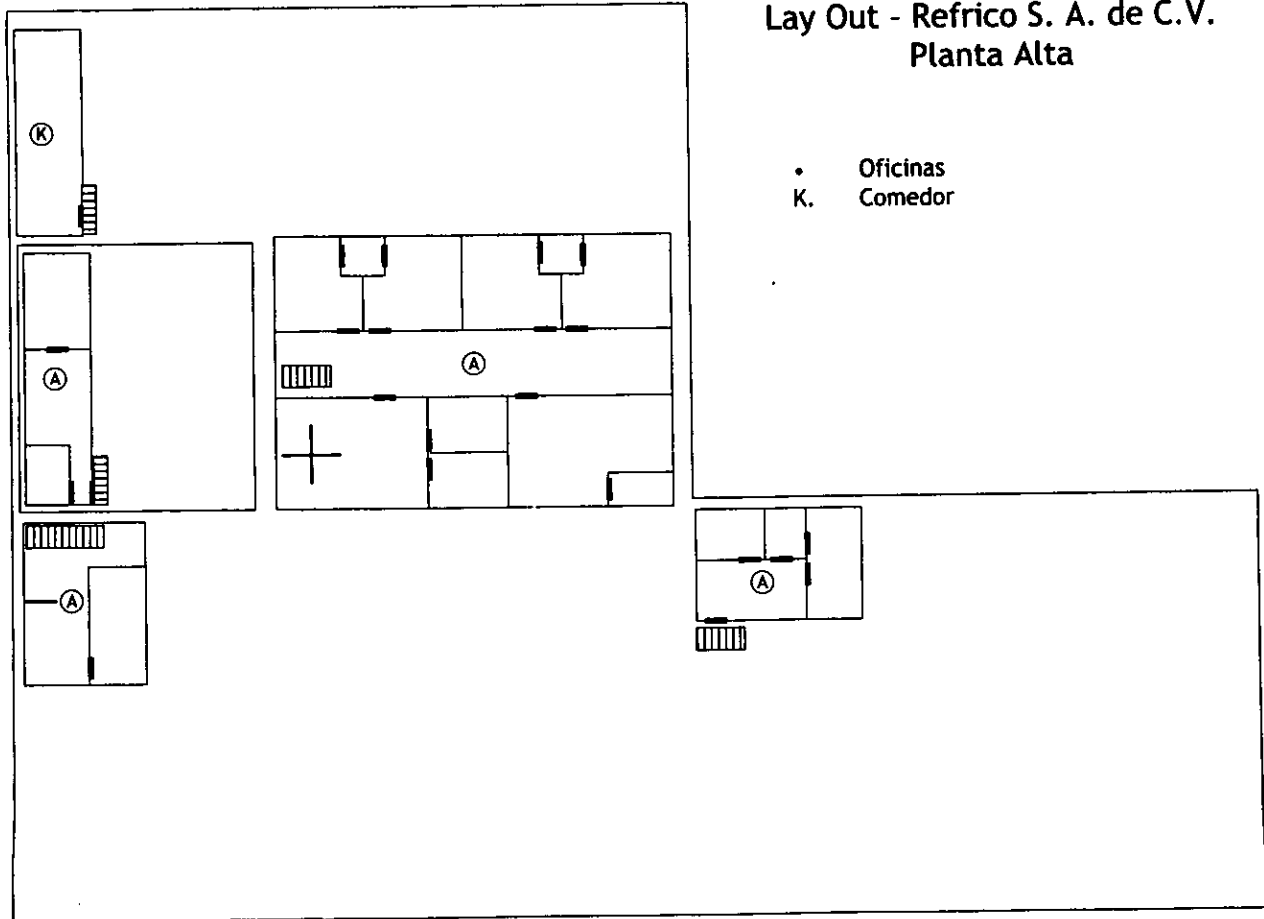 Lay Out - Refrico S. A. de C.V.
Planta Alta
• Oficinas
K. Comedor
K
A
A
A
A